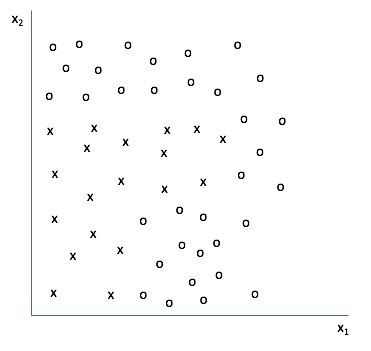 x2
o o o o o
o o o o
o o o o o o
o o
x x x x x
x x x o
x x x x o
x x o o o o
x x o o o o
x o o
x x o o o o
x1